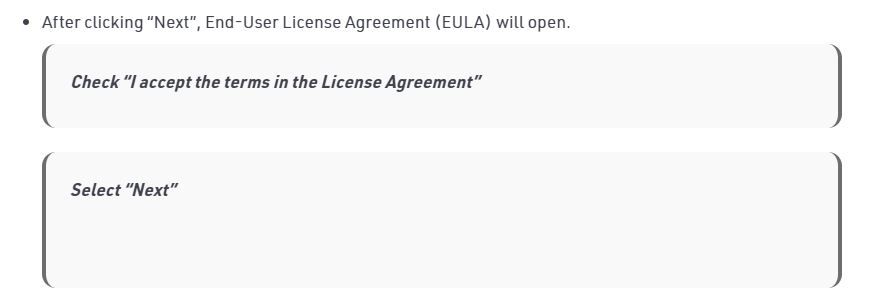 • After clicking “Next”, End-User License Agreement (EULA) will open.
Check “I accept the terms in the License Agreement”
Select “Next”